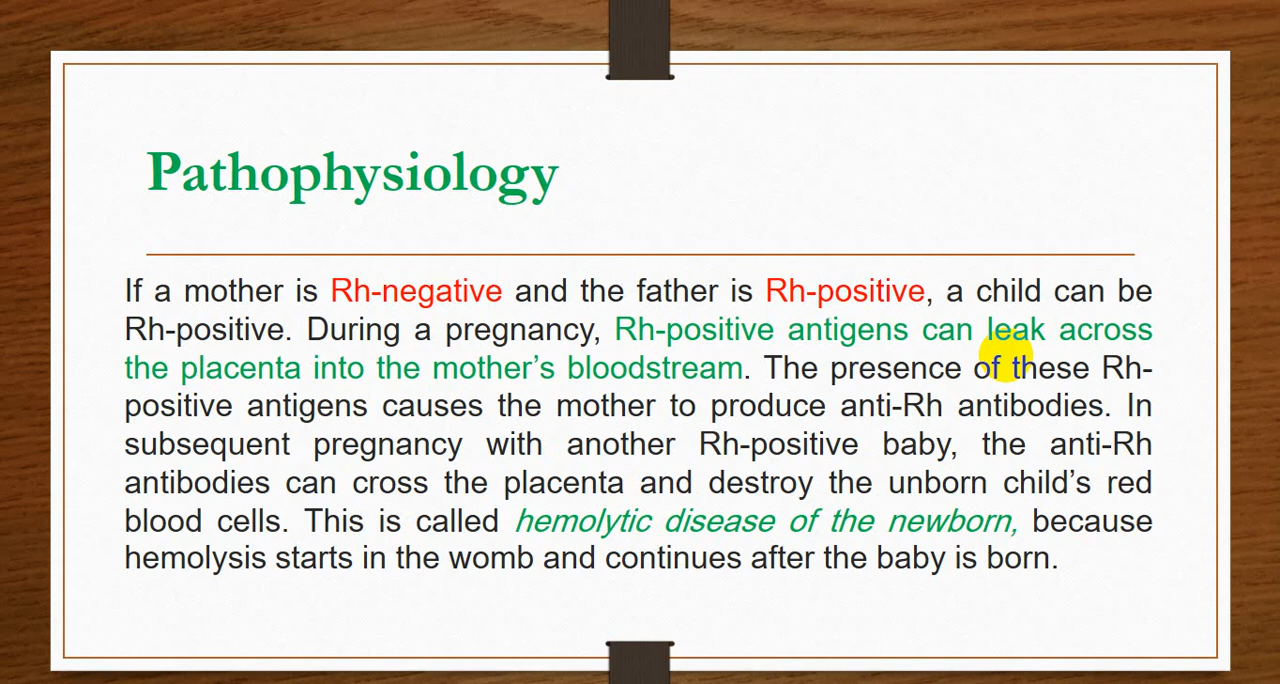 Pathophysiology
If a mother is Rh-negative and the father is Rh-positive, a child can be
Rh-positive. During a pregnancy, Rh-positive antigens can leak across
the placenta into the mother’s bloodstream. The presence of these Rh-
positive antigens causes the mother to produce anti-Rh antibodies. In
subsequent pregnancy with another Rh-positive baby, the anti-Rh
antibodies can cross the placenta and destroy the unborn child’s red
blood cells. This is called hemolytic disease of the newborn, because
hemolysis starts in the womb and continues after the baby is born.